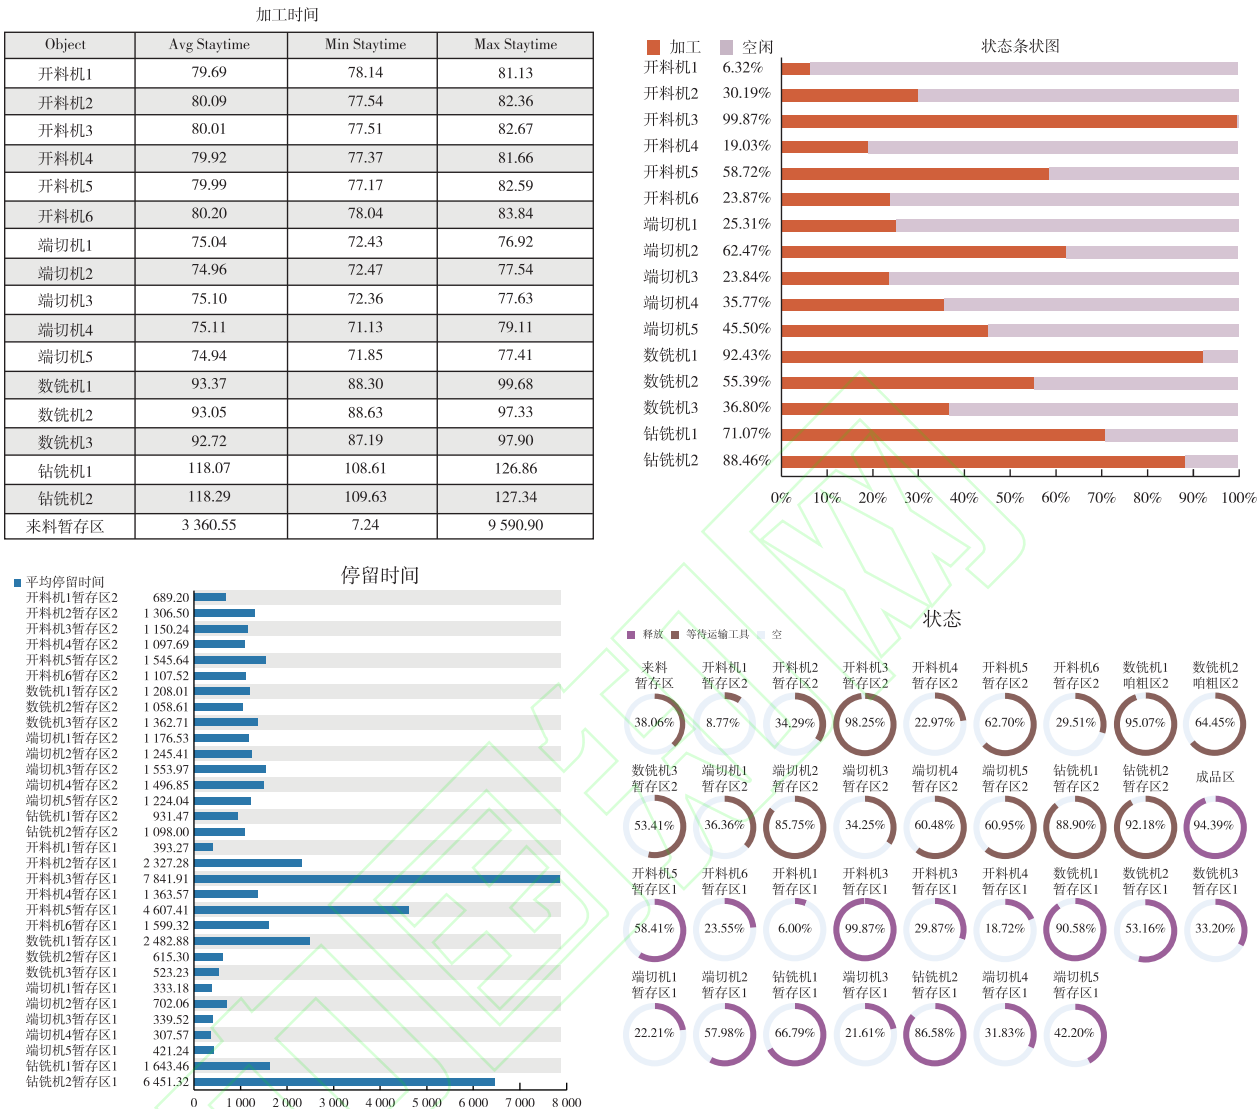 加工时间
Object Avg Staytime Min Staytime Max Staytime
开料机1 79.69 78.14 81.13
开料机2 80.09 77.54 82.36
开料机3 80.01 77.51 82.67
开料机4 79.92 77.37 81.66
开料机5 79.99 77.17 82.59
开料机6 80.20 78.04 83.84
端切机1 75.04 72.43 76.92
端切机2 74.96 72.47 77.54
端切机3 75.10 72.36 77.63
端切机4 75.11 71.13 79.11
端切机5 74.94 71.85 77.41
数铣机1 93.37 88.30 99.68
数铣机2 93.05 88.63 97.33
数铣机3 92.72 87.19 97.90
钻铣机1 118.07 108.61 126.86
钻铣机2 118.29 109.63 127.34
来料暂存区 3 360.55 7.24 9 590.90
状态条状图
加工 空闲
开料机1 6.32%
开料机2 30.19%
开料机3 99.87%
开料机4 19.03%
开料机5 58.72%
开料机6 23.87%
端切机1 25.31%
端切机2 62.47%
端切机3 23.84%
端切机4 35.77%
端切机5 45.50%
数铣机1 92.43%
数铣机2 55.39%
数铣机3 36.80%
钻铣机1 71.07%
钻铣机2 88.46%
0% 10% 20% 30% 40% 50% 60% 70% 80% 90% 100%
停留时间
平均停留时间
开料机1暂存区2 689.20
开料机2暂存区2 1 306.50
开料机3暂存区2 1 150.24
开料机4暂存区2 1 097.69
开料机5暂存区2 1 545.64
开料机6暂存区2 1 107.52
数铣机1暂存区2 1 208.01
数铣机2暂存区2 1 058.61
数铣机3暂存区2 1 362.71
端切机1暂存区2 1 176.53
端切机2暂存区2 1 245.41
端切机3暂存区2 1 553.97
端切机4暂存区2 1 496.85
端切机5暂存区2 1 224.04
钻铣机1暂存区2 931.47
钻铣机2暂存区2 1 098.00
开料机1暂存区1 393.27
开料机2暂存区1 2 327.28
开料机3暂存区1 7 841.91
开料机4暂存区1 1 363.57
开料机5暂存区1 4 607.41
开料机6暂存区1 1 599.32
数铣机1暂存区1 2 482.88
数铣机2暂存区1 615.30
数铣机3暂存区1 523.23
端切机1暂存区1 333.18
端切机2暂存区1 702.06
端切机3暂存区1 339.52
端切机4暂存区1 307.57
端切机5暂存区1 421.24
钻铣机1暂存区1 1 643.46
钻铣机2暂存区1 6 451.32
0 1 000 2 000 3 000 4 000 5 000 6 000 7 000 8 000
状态
释放 等待运输工具 空
来料 开料机1 开料机2 开料机3 开料机4 开料机5 开料机6 数铣机1 数铣机2
暂存区 暂存区2 暂存区2 暂存区2 暂存区2 暂存区2 暂存区2 咱粗区2 咱粗区2
38.06% 8.77% 34.29% 98.25% 22.97% 62.70% 29.51% 95.07% 64.45%
数铣机3 端切机1 端切机2 端切机3 端切机4 端切机5 钻铣机1 钻铣机2 成品区
暂存区2 暂存区2 暂存区2 暂存区2 暂存区2 暂存区2 暂存区2 暂存区2
53.41% 36.36% 85.75% 34.25% 60.48% 60.95% 88.90% 92.18% 94.39%
开料机5 开料机6 开料机1 开料机3 开料机3 开料机4 数铣机1 数铣机2 数铣机3
暂存区1 暂存区1 暂存区1 暂存区1 暂存区1 暂存区1 暂存区1 暂存区1 暂存区1
58.41% 23.55% 6.00% 99.87% 29.87% 18.72% 90.58% 53.16% 33.20%
端切机1 端切机2 钻铣机1 端切机3 钻铣机2 端切机4 端切机5
暂存区1 暂存区1 暂存区1 暂存区1 暂存区1 暂存区1 暂存区1
22.21% 57.98% 66.79% 21.61% 86.58% 31.83% 42.20%